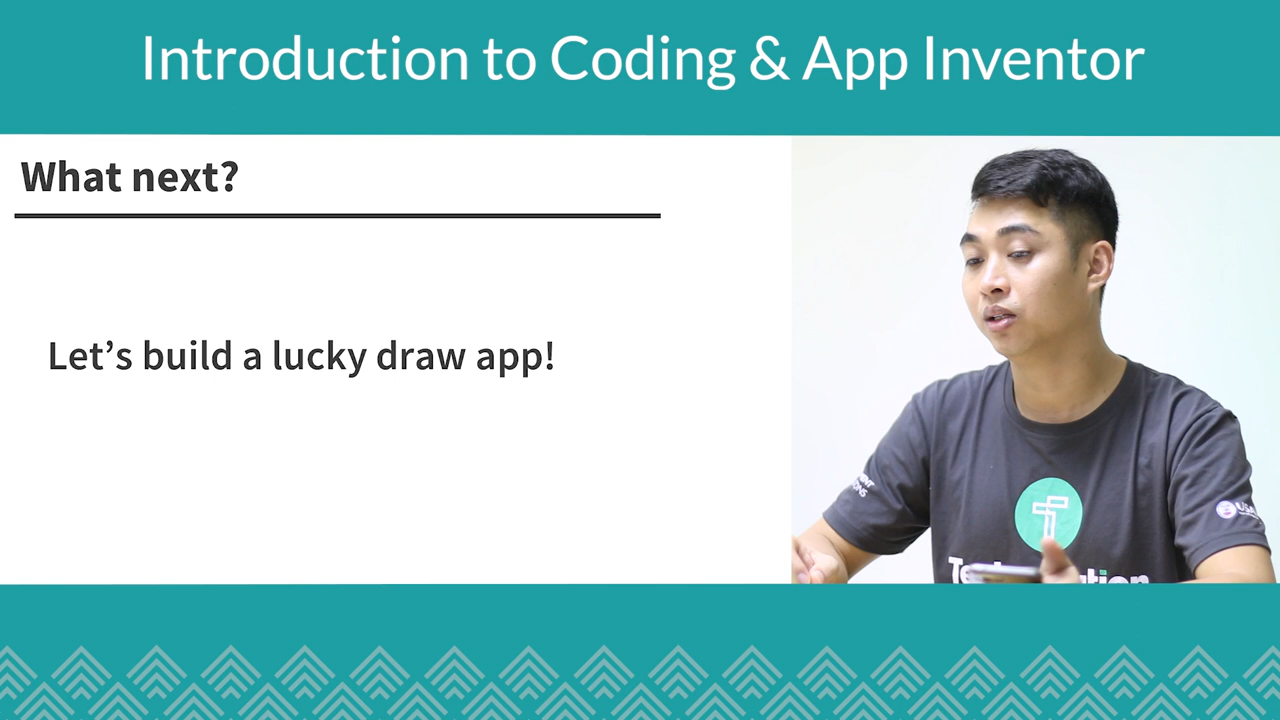 Introduction to Coding & App Inventor
What next?
Let’s build a lucky draw app!